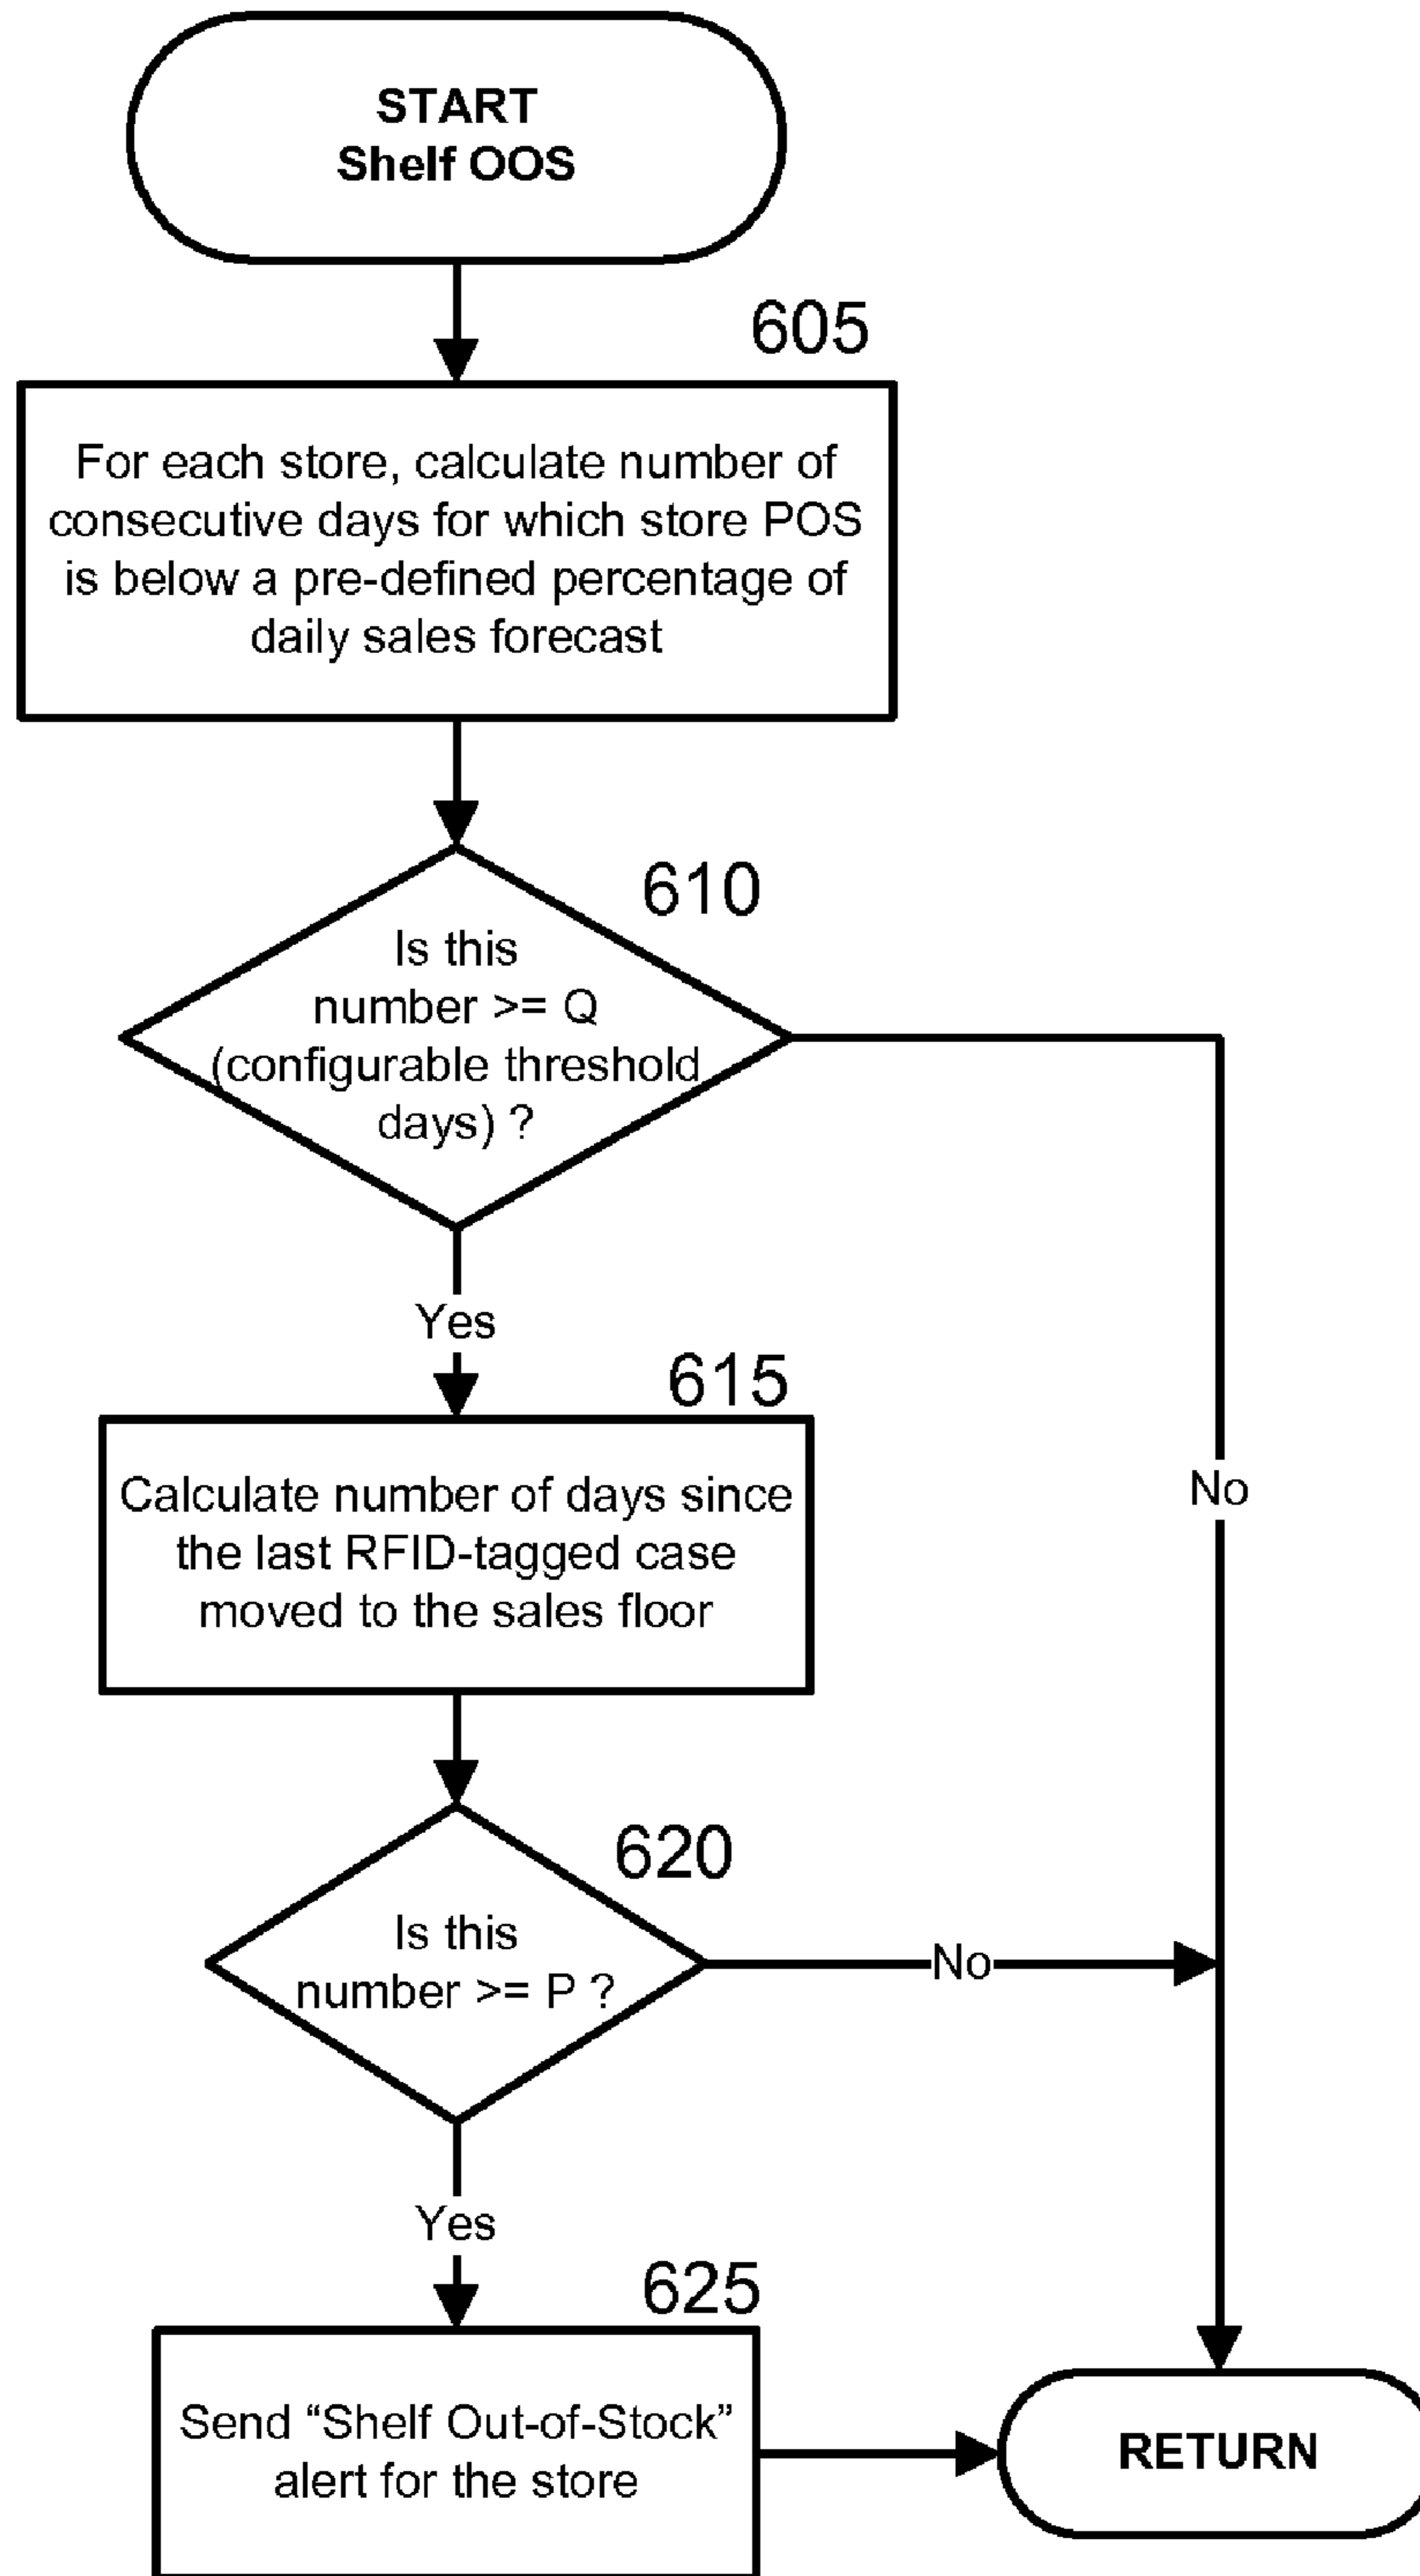 START
Shelf OOS
605
For each store, calculate number of
consecutive days for which store POS
is below a pre-defined percentage of
daily sales forecast
610
Is this
number >= Q
(configurable threshold
days) ?
Yes
No
615
Calculate number of days since
the last RFID-tagged case
moved to the sales floor
620
Is this
number >= P ?
No
Yes
625
Send “Shelf Out-of-Stock”
alert for the store
RETURN